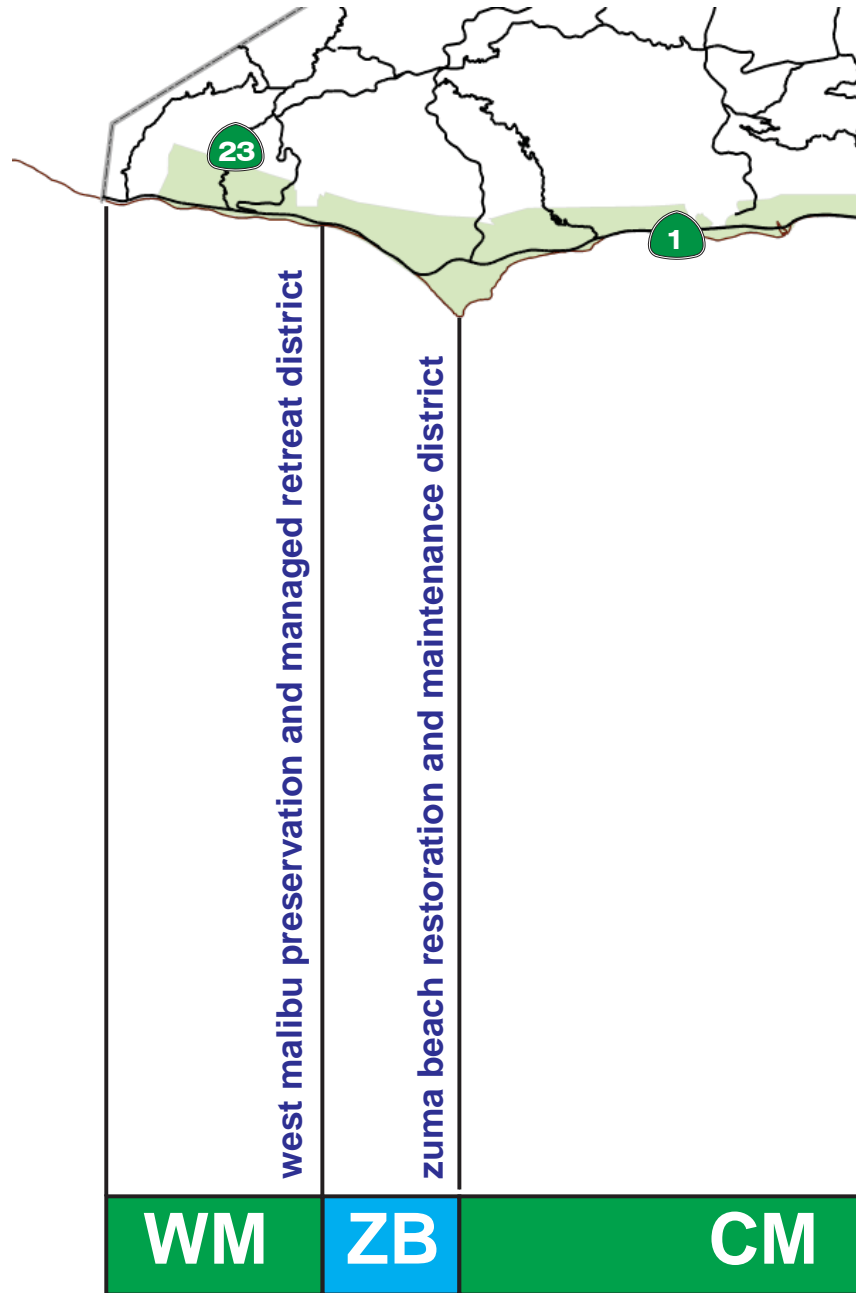 23
1
west malibu preservation and managed retreat district
zuma beach restoration and maintenance district
WM
ZB
CM